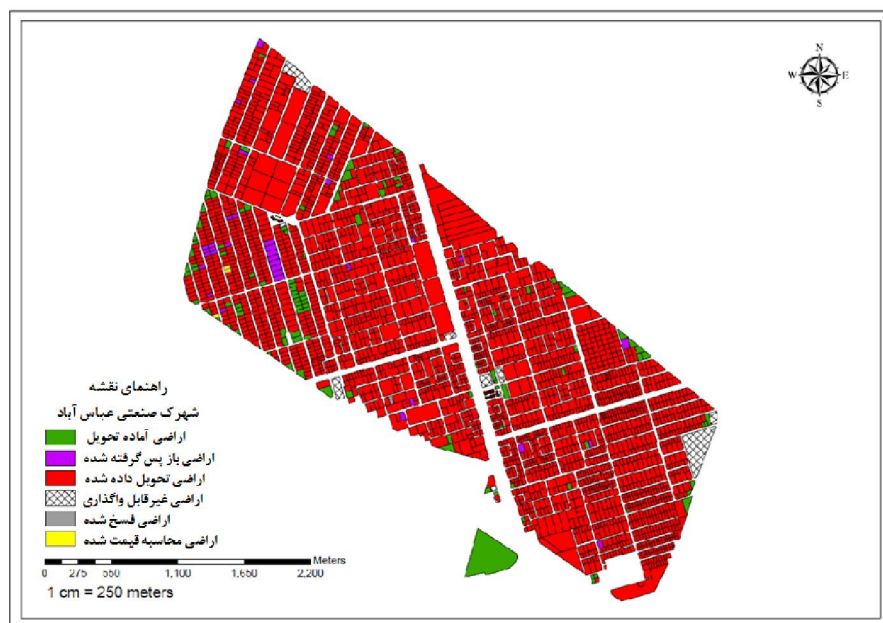 N
W E
S
راهنمای نقشه
شهرک صنعتی عباس آباد
اراضی آماده تحویل
اراضی باز پس گرفته شده
اراضی تحویل داده شده
اراضی غیرقابل واگذاری
اراضی فسخ شده
اراضی محاسبه قیمت شده
Meters
0 275 550 1,100 1,650 2,200
1 cm = 250 meters